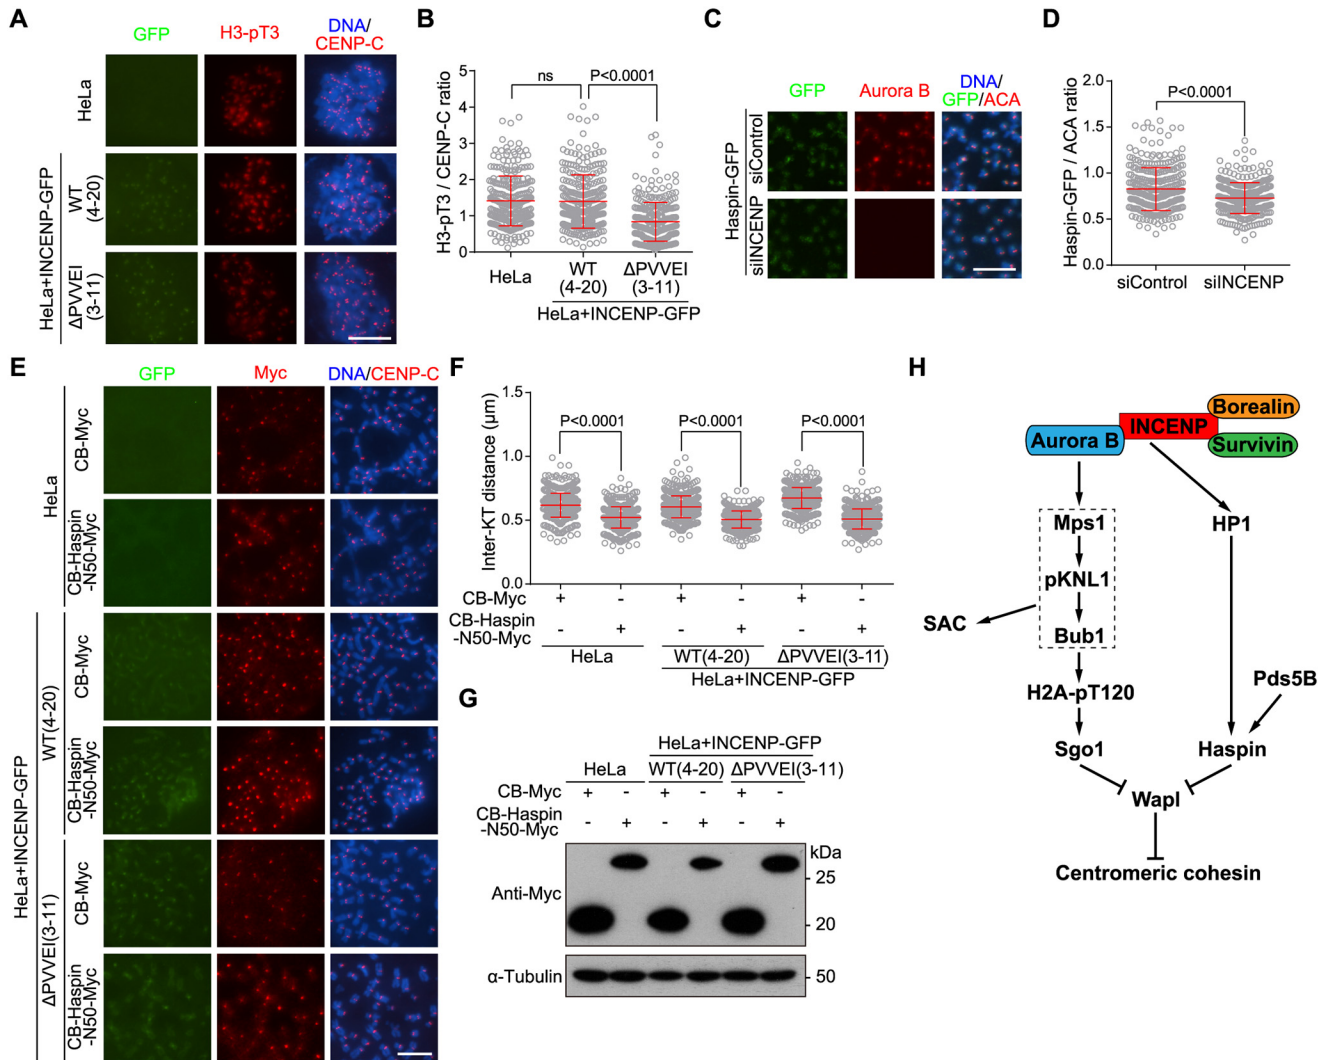 A
GFP
H3-pT3
DNA/
CENP-C
HeLa
HeLa+INCENP-GFP
WT
(4-20)
ΔPVVEI
(3-11)
B
H3-pT3 / CENP-C ratio
5
4
3
2
1
0
ns
P<0.0001
HeLa
WT
(4-20)
ΔPVVEI
(3-11)
HeLa+INCENP-GFP
C
GFP
Aurora B
DNA/
GFP/ACA
Haspin-GFP
siControl
siINCENP
D
Haspin-GFP / ACA ratio
2.0
1.5
1.0
0.5
0.0
P<0.0001
siControl
siINCENP
E
GFP
Myc
DNA/CENP-C
HeLa
CB-Myc
CB-Haspin
-N50-Myc
HeLa+INCENP-GFP
WT(4-20)
CB-Myc
CB-Haspin
-N50-Myc
ΔPVVEI(3-11)
CB-Myc
CB-Haspin
-N50-Myc
F
Inter-KT distance (µm)
1.5
1.0
0.5
0.0
P<0.0001
P<0.0001
P<0.0001
CB-Myc + - + - + -
CB-Haspin
-N50-Myc - + - + - +
HeLa
WT(4-20)
ΔPVVEI(3-11)
HeLa+INCENP-GFP
G
HeLa+INCENP-GFP
HeLa
WT(4-20)
ΔPVVEI(3-11)
CB-Myc + - + - + -
CB-Haspin
-N50-Myc - + - + - +
kDa
Anti-Myc
- 25
- 20
α-Tubulin
- 50
H
Borealin
INCENP
Aurora B
Survivin
Mps1
HP1
pKNL1
SAC
Bub1
H2A-pT120
Pds5B
Sgo1
Haspin
Wapl
Centromeric cohesin